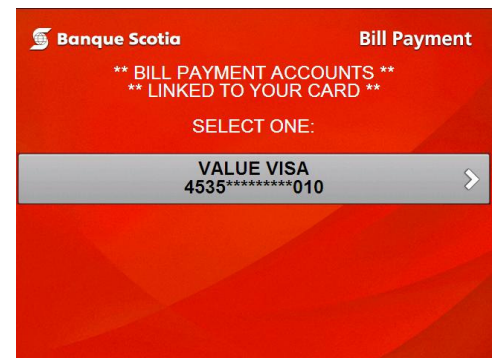 Banque Scotia
Bill Payment
** BILL PAYMENT ACCOUNTS **
** LINKED TO YOUR CARD **
SELECT ONE:
VALUE VISA
4535*********010